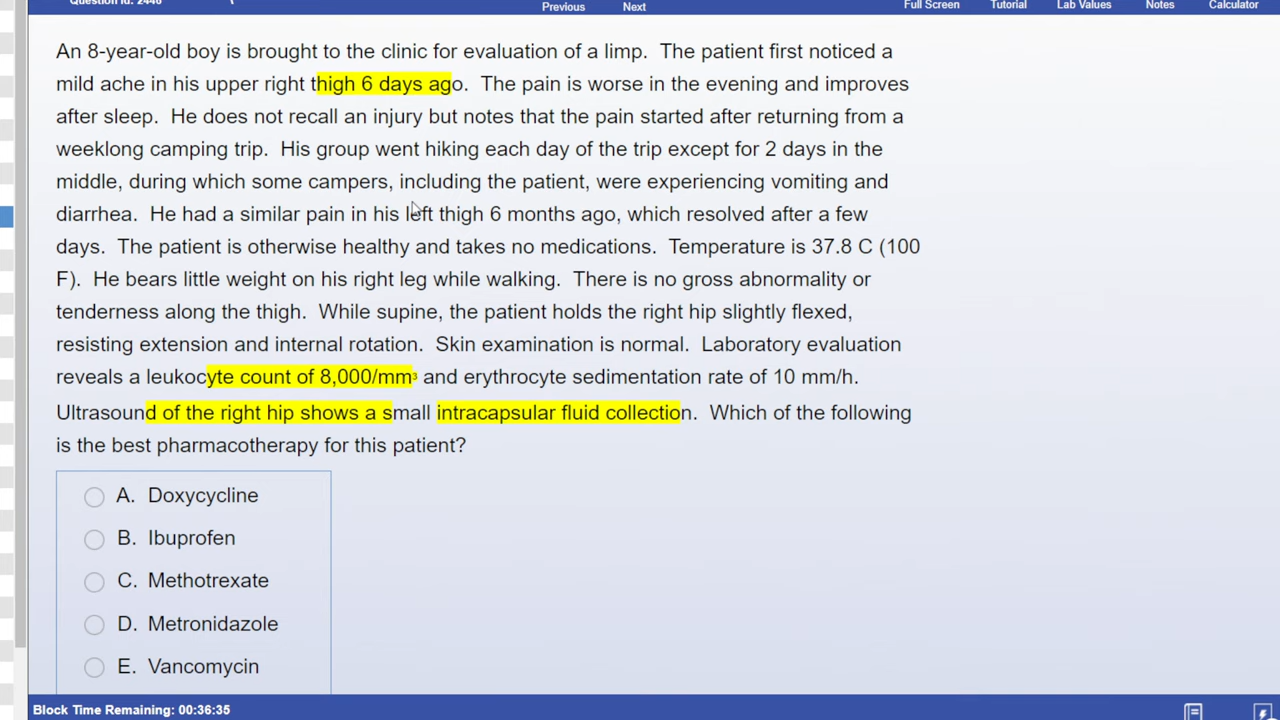 Previous Next Full Screen Tutorial Lab Values Notes Calculator
An 8-year-old boy is brought to the clinic for evaluation of a limp. The patient first noticed a
mild ache in his upper right thigh 6 days ago. The pain is worse in the evening and improves
after sleep. He does not recall an injury but notes that the pain started after returning from a
weeklong camping trip. His group went hiking each day of the trip except for 2 days in the
middle, during which some campers, including the patient, were experiencing vomiting and
diarrhea. He had a similar pain in his left thigh 6 months ago, which resolved after a few
days. The patient is otherwise healthy and takes no medications. Temperature is 37.8 C (100
F). He bears little weight on his right leg while walking. There is no gross abnormality or
tenderness along the thigh. While supine, the patient holds the right hip slightly flexed,
resisting extension and internal rotation. Skin examination is normal. Laboratory evaluation
reveals a leukocyte count of 8,000/mm³ and erythrocyte sedimentation rate of 10 mm/h.
Ultrasound of the right hip shows a small intracapsular fluid collection. Which of the following
is the best pharmacotherapy for this patient?
A. Doxycycline
B. Ibuprofen
C. Methotrexate
D. Metronidazole
E. Vancomycin
Block Time Remaining: 00:36:35